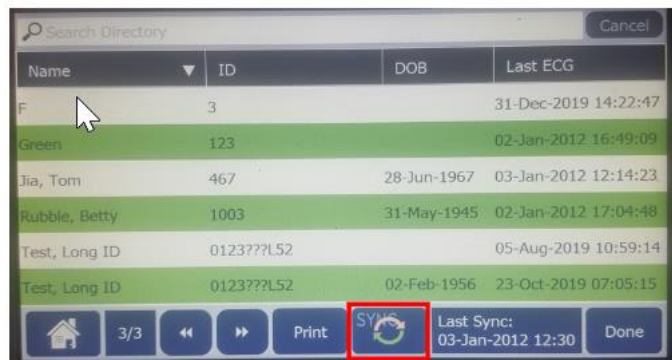 Search Directory Cancel
Name ID DOB Last ECG
F 3 31-Dec-2019 14:22:47
Green 123 02-Jan-2012 16:49:09
Jia, Tom 467 28-Jun-1967 03-Jan-2012 12:14:23
Rubble, Betty 1003 31-May-1945 02-Jan-2012 17:04:48
Test, Long ID 0123???L52 05-Aug-2019 10:59:14
Test, Long ID 0123???L52 02-Feb-1956 23-Oct-2019 07:05:15
3/3 Print SYNC Last Sync: Done
03-Jan-2012 12:30